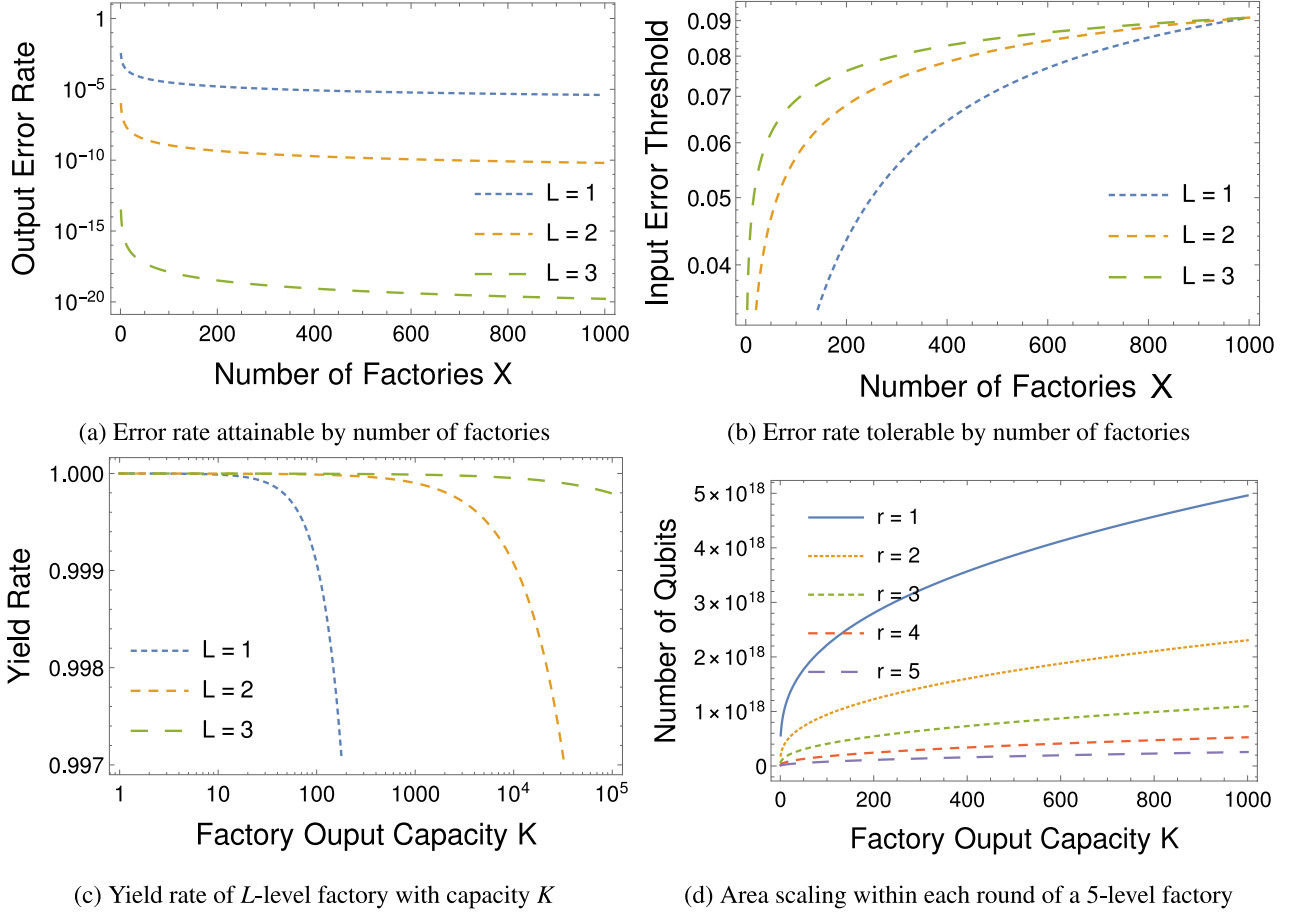 Output Error Rate
1
10^-5
10^-10
10^-15
10^-20
L = 1
L = 2
L = 3
0 200 400 600 800 1000
Number of Factories X
(a) Error rate attainable by number of factories
Input Error Threshold
0.09
0.08
0.07
0.06
0.05
0.04
L = 1
L = 2
L = 3
0 200 400 600 800 1000
Number of Factories X
(b) Error rate tolerable by number of factories
Yield Rate
1.000
0.999
0.998
0.997
L = 1
L = 2
L = 3
1 10 100 1000 10^4 10^5
Factory Ouput Capacity K
(c) Yield rate of L-level factory with capacity K
Number of Qubits
5 × 10^18
4 × 10^18
3 × 10^18
2 × 10^18
1 × 10^18
0
r = 1
r = 2
r = 3
r = 4
r = 5
0 200 400 600 800 1000
Factory Ouput Capacity K
(d) Area scaling within each round of a 5-level factory